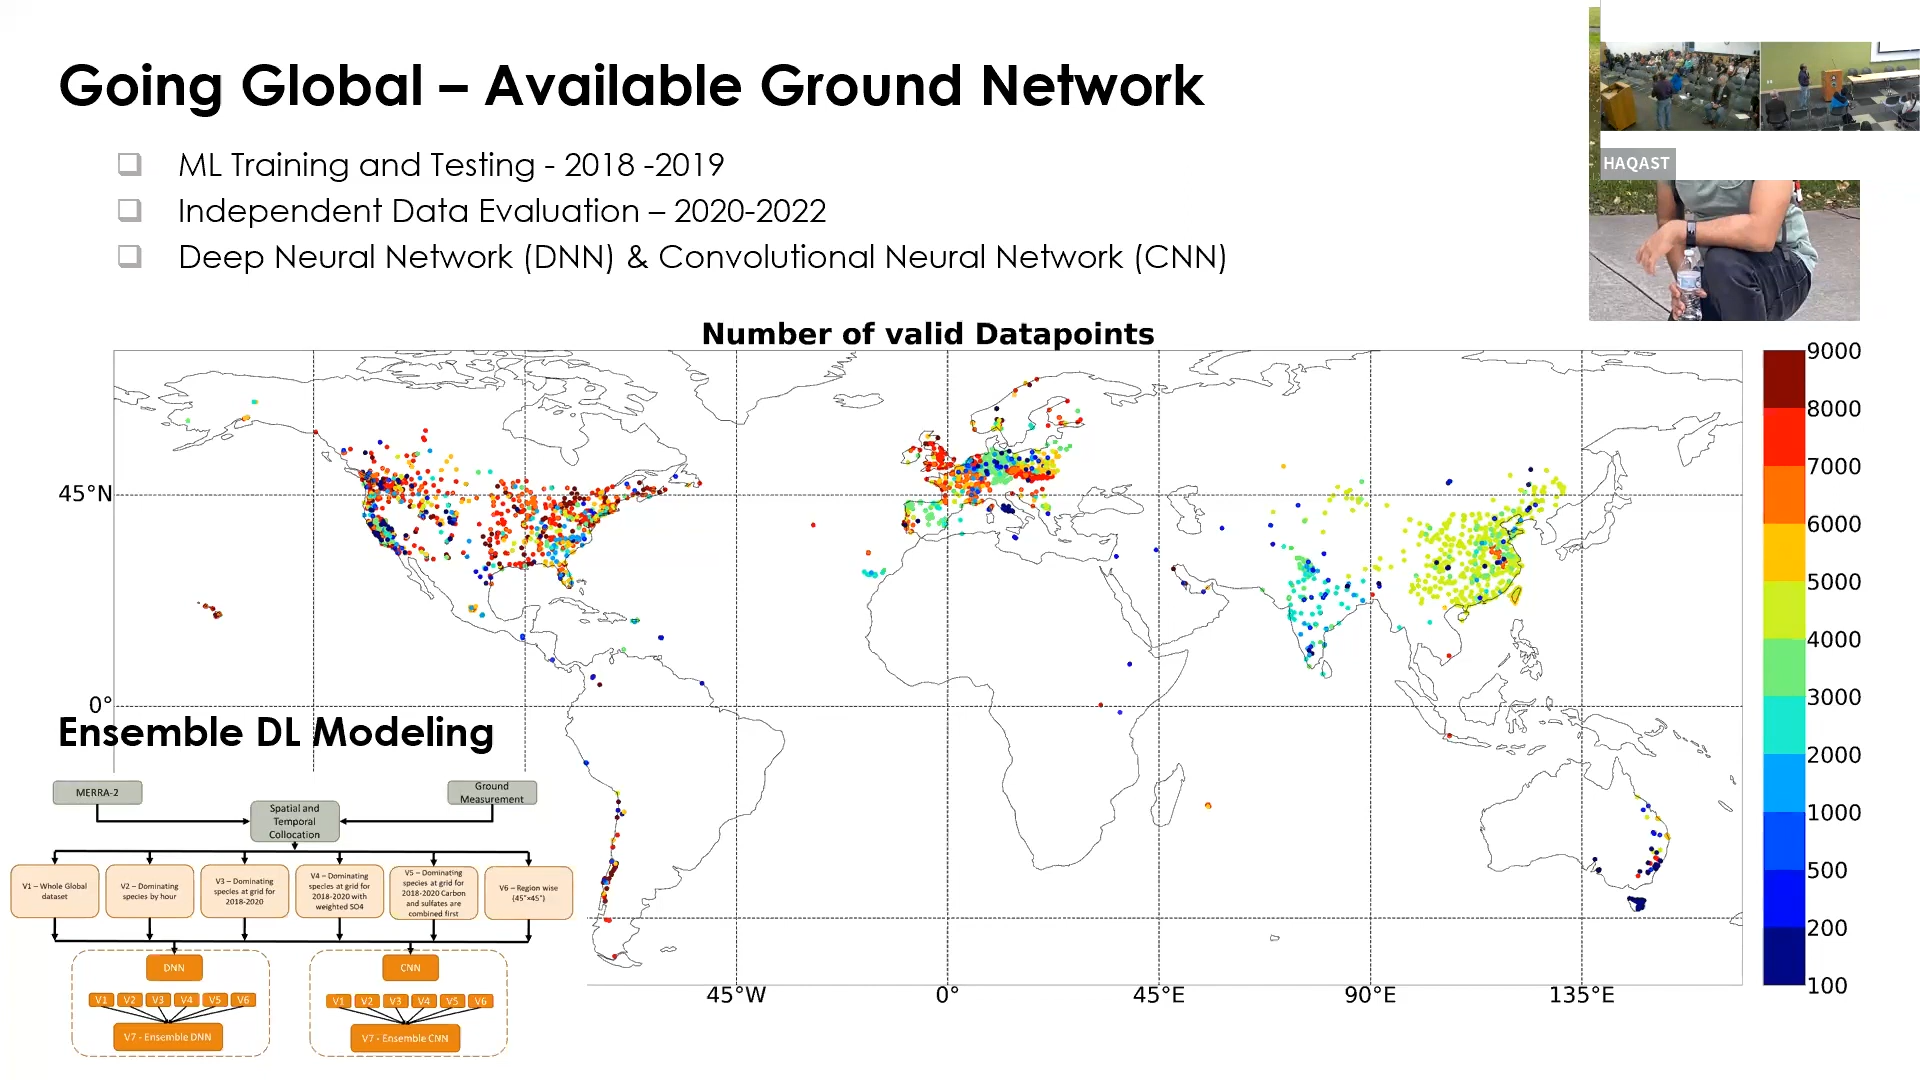 Going Global – Available Ground Network
ML Training and Testing - 2018 -2019
Independent Data Evaluation – 2020-2022
Deep Neural Network (DNN) & Convolutional Neural Network (CNN)
HAQAST
Number of valid Datapoints
45°N
0°
45°W
0°
45°E
90°E
135°E
9000
8000
7000
6000
5000
4000
3000
2000
1000
500
200
100
Ensemble DL Modeling
MERRA-2
Ground
Measurement
Spatial and
Temporal
Collocation
V1 – Whole Global
dataset
V2 – Dominating
species by hour
V3 – Dominating
species at grid for
2018-2020
V4 – Dominating
species at grid for
2018-2020 with
weighted SO4
V5 – Dominating
species at grid for
2018-2020 Carbon
and sulfates are
combined first
V6 – Region wise
(45°×45°)
DNN
V1 V2 V3 V4 V5 V6
V7 - Ensemble DNN
CNN
V1 V2 V3 V4 V5 V6
V7 - Ensemble CNN